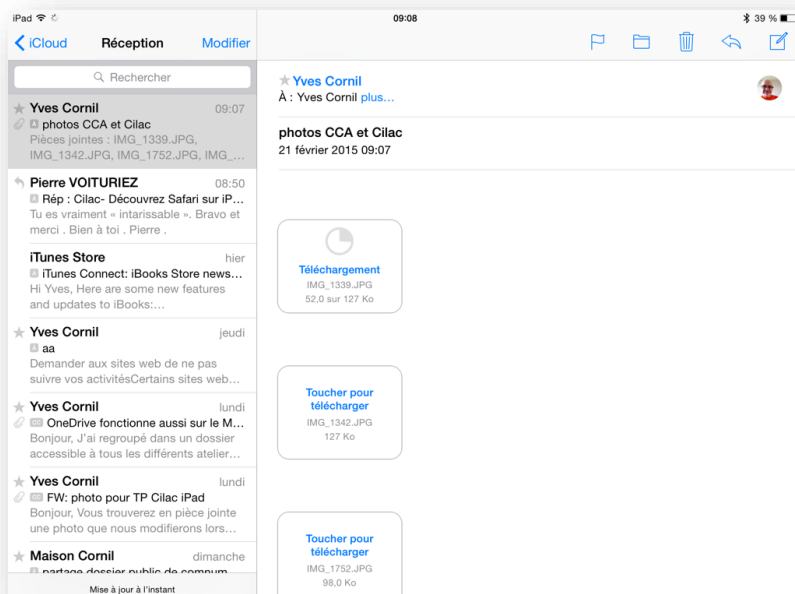 iPad 09:08 39 %
iCloud Réception Modifier
Rechercher
Yves Cornil 09:07
A photos CCA et Cilac
Pièces jointes : IMG_1339.JPG,
IMG_1342.JPG, IMG_1752.JPG, IMG_...
Pierre VOITURIEZ 08:50
A Rép : Cilac- Découvrez Safari sur iP...
Tu es vraiment « intarissable ». Bravo et
merci . Bien à toi . Pierre .
iTunes Store hier
A iTunes Connect: iBooks Store news...
Hi Yves, Here are some new features
and updates to iBooks:...
Yves Cornil jeudi
A aa
Demander aux sites web de ne pas
suivre vos activitésCertains sites web...
Yves Cornil lundi
CC OneDrive fonctionne aussi sur le M...
Bonjour, J'ai regroupé dans un dossier
accessible à tous les différents atelier...
Yves Cornil lundi
CC FW: photo pour TP Cilac iPad
Bonjour, Vous trouverez en pièce jointe
une photo que nous modifierons lors...
Maison Cornil dimanche
A partage dossier public de commum...
Mise à jour à l'instant
Yves Cornil
À : Yves Cornil plus...
photos CCA et Cilac
21 février 2015 09:07
Téléchargement
IMG_1339.JPG
52,0 sur 127 Ko
Toucher pour
télécharger
IMG_1342.JPG
127 Ko
Toucher pour
télécharger
IMG_1752.JPG
98,0 Ko